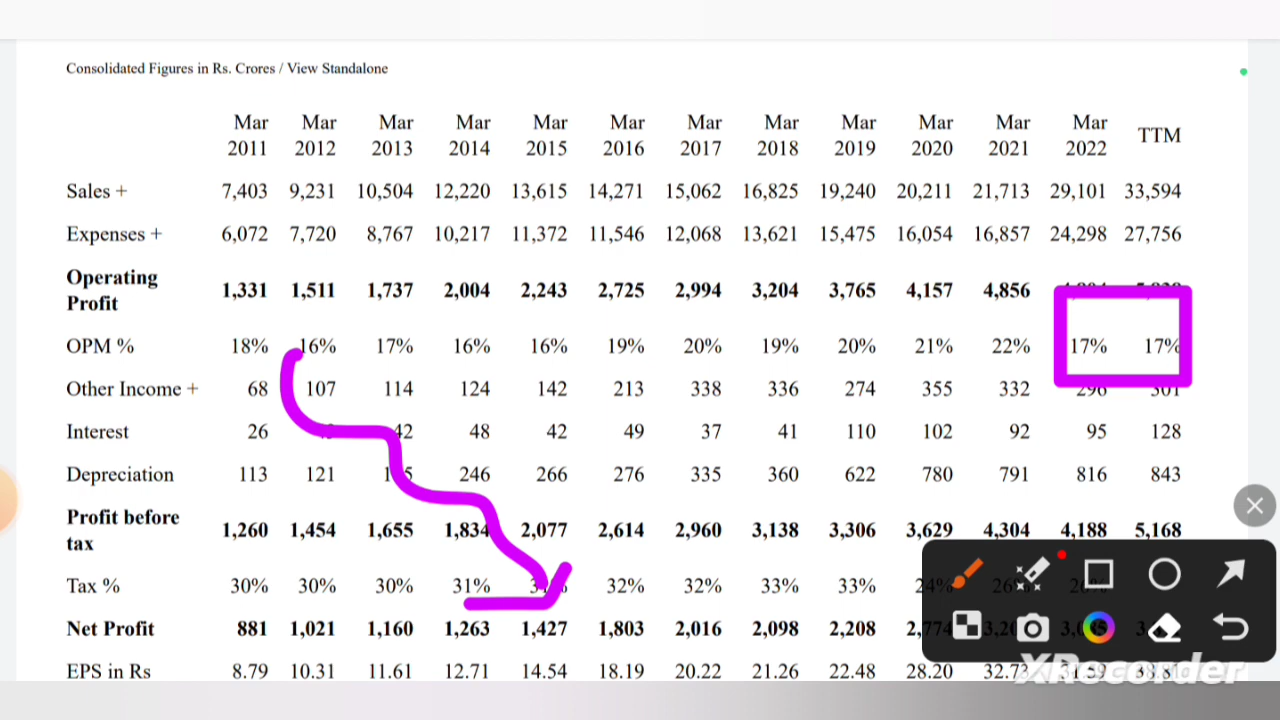 Consolidated Figures in Rs. Crores / View Standalone
Mar 2011 Mar 2012 Mar 2013 Mar 2014 Mar 2015 Mar 2016 Mar 2017 Mar 2018 Mar 2019 Mar 2020 Mar 2021 Mar 2022 TTM
Sales + 7,403 9,231 10,504 12,220 13,615 14,271 15,062 16,825 19,240 20,211 21,713 29,101 33,594
Expenses + 6,072 7,720 8,767 10,217 11,372 11,546 12,068 13,621 15,475 16,054 16,857 24,298 27,756
Operating Profit 1,331 1,511 1,737 2,004 2,243 2,725 2,994 3,204 3,765 4,157 4,856
OPM % 18% 16% 17% 16% 16% 19% 20% 19% 20% 21% 22% 17% 17%
Other Income + 68 107 114 124 142 213 338 336 274 355 332 296 301
Interest 26 42 48 42 49 37 41 110 102 92 95 128
Depreciation 113 121 246 266 276 335 360 622 780 791 816 843
Profit before tax 1,260 1,454 1,655 1,834 2,077 2,614 2,960 3,138 3,306 3,629 4,304 4,188 5,168
Tax % 30% 30% 30% 31% 32% 32% 33% 33% 24% 26%
Net Profit 881 1,021 1,160 1,263 1,427 1,803 2,016 2,098 2,208
EPS in Rs 8.79 10.31 11.61 12.71 14.54 18.19 20.22 21.26 22.48 28.20
XRecorder